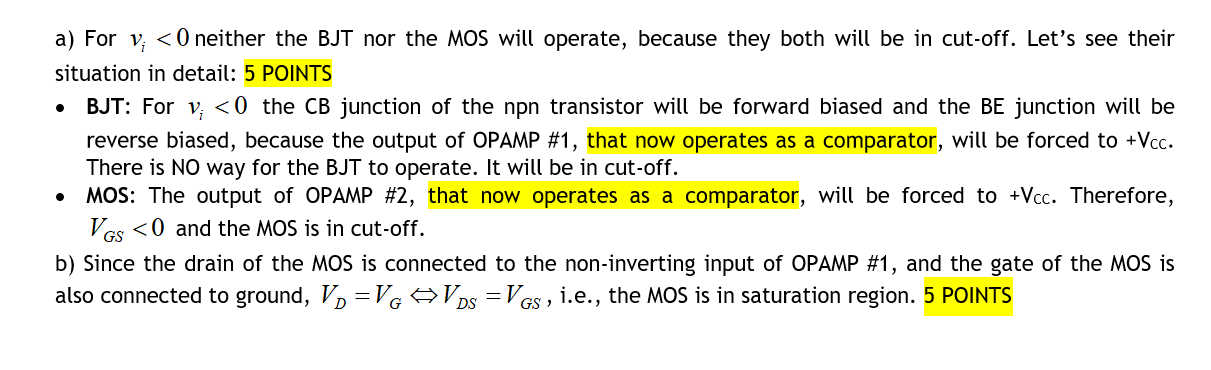 a) For v_i < 0 neither the BJT nor the MOS will operate, because they both will be in cut-off. Let's see their
situation in detail: 5 POINTS
• BJT: For v_i < 0 the CB junction of the npn transistor will be forward biased and the BE junction will be
reverse biased, because the output of OPAMP #1, that now operates as a comparator, will be forced to +Vcc.
There is NO way for the BJT to operate. It will be in cut-off.
• MOS: The output of OPAMP #2, that now operates as a comparator, will be forced to +Vcc. Therefore,
V_GS < 0 and the MOS is in cut-off.
b) Since the drain of the MOS is connected to the non-inverting input of OPAMP #1, and the gate of the MOS is
also connected to ground, V_D = V_G ⇔ V_DS = V_GS, i.e., the MOS is in saturation region. 5 POINTS